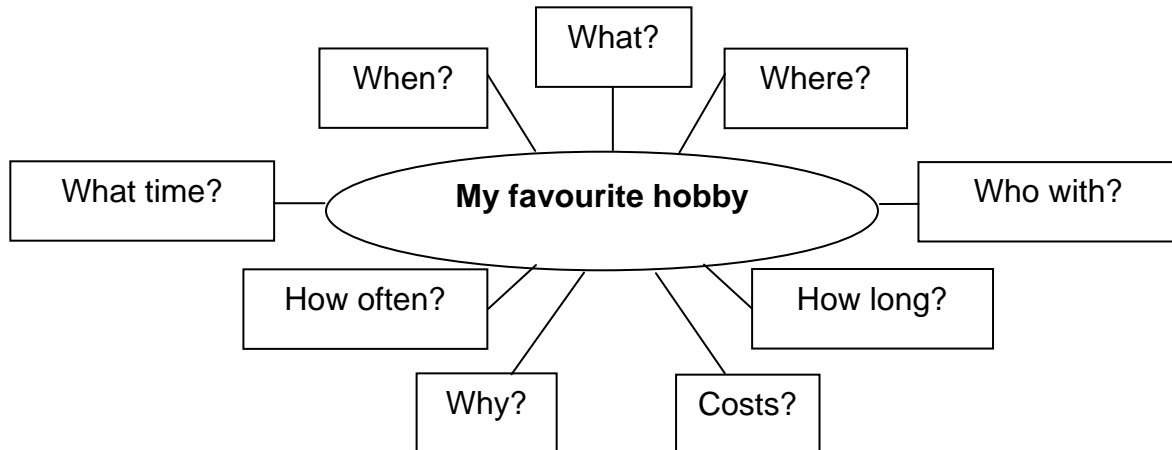 What?
When?
Where?
What time?
My favourite hobby
Who with?
How often?
How long?
Why?
Costs?